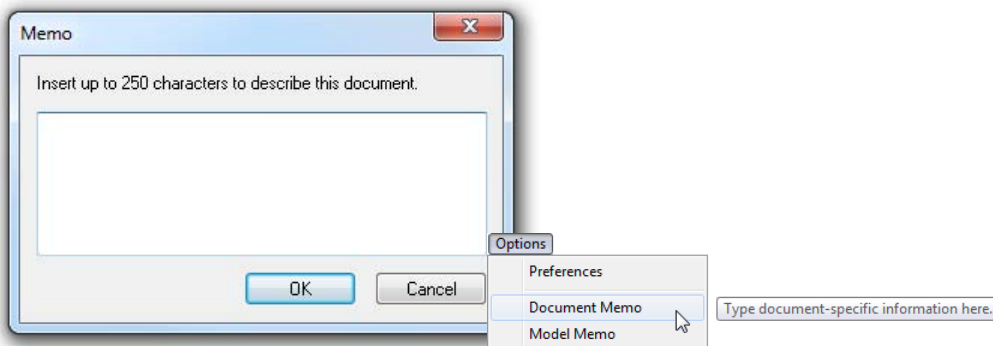 Memo
Insert up to 250 characters to describe this document.
OK
Cancel
Options
Preferences
Document Memo
Type document-specific information here.
Model Memo